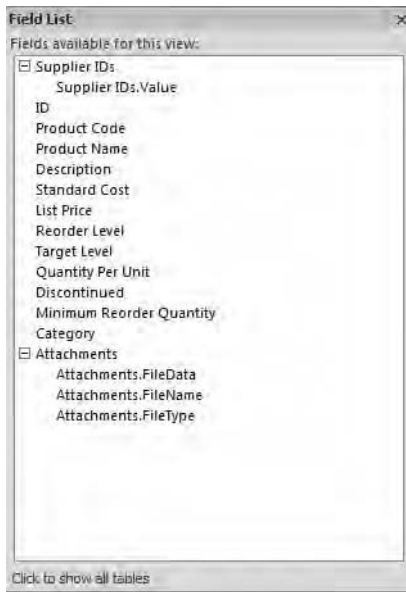 Field List
Fields available for this view:
Supplier IDs
Supplier IDs.Value
ID
Product Code
Product Name
Description
Standard Cost
List Price
Reorder Level
Target Level
Quantity Per Unit
Discontinued
Minimum Reorder Quantity
Category
Attachments
Attachments.FileData
Attachments.FileName
Attachments.FileType
Click to show all tables